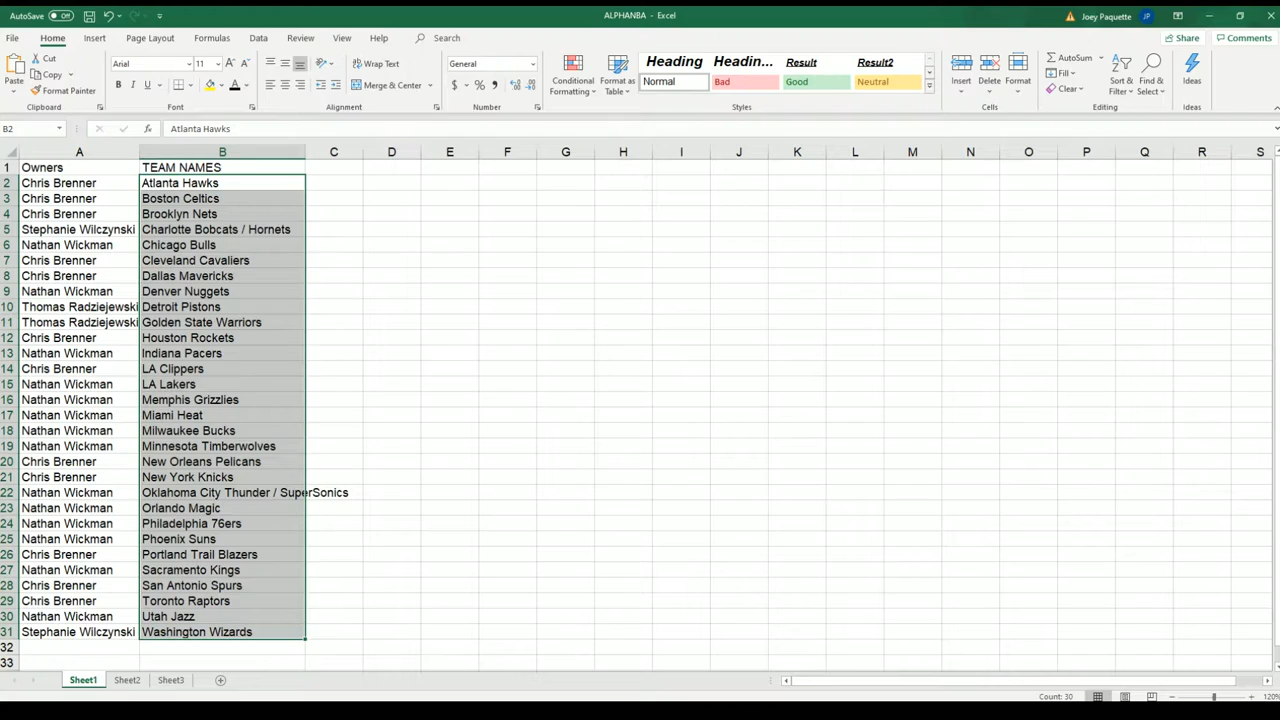 AutoSave Off ALPHANBA - Excel Joey Paquette JP
File Home Insert Page Layout Formulas Data Review View Help Search Share Comments
Paste Cut Copy Format Painter Clipboard
Arial 11 A A B I U A Font
Wrap Text Merge & Center Alignment
General $ % , Number
Conditional Formatting Format as Table
Heading Headin... Result Result2
Normal Bad Good Neutral Styles
Insert Delete Format Cells
AutoSum Fill Clear Sort & Filter Find & Select Editing
Ideas Ideas
B2 fx Atlanta Hawks
A B C D E F G H I J K L M N O P Q R S
1 Owners TEAM NAMES
2 Chris Brenner Atlanta Hawks
3 Chris Brenner Boston Celtics
4 Chris Brenner Brooklyn Nets
5 Stephanie Wilczynski Charlotte Bobcats / Hornets
6 Nathan Wickman Chicago Bulls
7 Chris Brenner Cleveland Cavaliers
8 Chris Brenner Dallas Mavericks
9 Nathan Wickman Denver Nuggets
10 Thomas Radziejewski Detroit Pistons
11 Thomas Radziejewski Golden State Warriors
12 Chris Brenner Houston Rockets
13 Nathan Wickman Indiana Pacers
14 Chris Brenner LA Clippers
15 Nathan Wickman LA Lakers
16 Nathan Wickman Memphis Grizzlies
17 Nathan Wickman Miami Heat
18 Nathan Wickman Milwaukee Bucks
19 Nathan Wickman Minnesota Timberwolves
20 Chris Brenner New Orleans Pelicans
21 Chris Brenner New York Knicks
22 Nathan Wickman Oklahoma City Thunder / SuperSonics
23 Nathan Wickman Orlando Magic
24 Nathan Wickman Philadelphia 76ers
25 Nathan Wickman Phoenix Suns
26 Chris Brenner Portland Trail Blazers
27 Nathan Wickman Sacramento Kings
28 Chris Brenner San Antonio Spurs
29 Chris Brenner Toronto Raptors
30 Nathan Wickman Utah Jazz
31 Stephanie Wilczynski Washington Wizards
32
33
Sheet1 Sheet2 Sheet3
Count: 30 120%